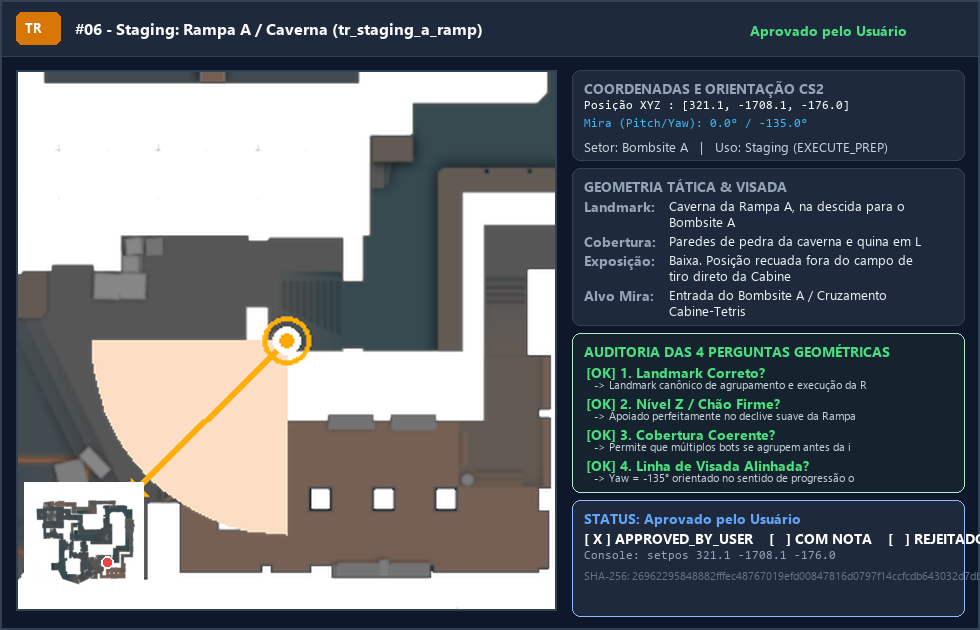 TR
#06 - Staging: Rampa A / Caverna (tr_staging_a_ramp)
Aprovado pelo Usuário
COORDENADAS E ORIENTAÇÃO CS2
Posição XYZ : [321.1, -1708.1, -176.0]
Mira (Pitch/Yaw): 0.0° / -135.0°
Setor: Bombsite A | Uso: Staging (EXECUTE_PREP)
GEOMETRIA TÁTICA & VISADA
Landmark: Caverna da Rampa A, na descida para o
Bombsite A
Cobertura: Paredes de pedra da caverna e quina em L
Exposição: Baixa. Posição recuada fora do campo de
tiro direto da Cabine
Alvo Mira: Entrada do Bombsite A / Cruzamento
Cabine-Tetris
AUDITORIA DAS 4 PERGUNTAS GEOMÉTRICAS
[OK] 1. Landmark Correto?
-> Landmark canônico de agrupamento e execução da R
[OK] 2. Nível Z / Chão Firme?
-> Apoiado perfeitamente no declive suave da Rampa
[OK] 3. Cobertura Coerente?
-> Permite que múltiplos bots se agrupem antes da i
[OK] 4. Linha de Visada Alinhada?
-> Yaw = -135° orientado no sentido de progressão o
STATUS: Aprovado pelo Usuário
[ X ] APPROVED_BY_USER [ ] COM NOTA [ ] REJEITADO
Console: setpos 321.1 -1708.1 -176.0
SHA-256: 26962295848882fffec48767019efd00847816d0797f14ccfcdb643032d7db